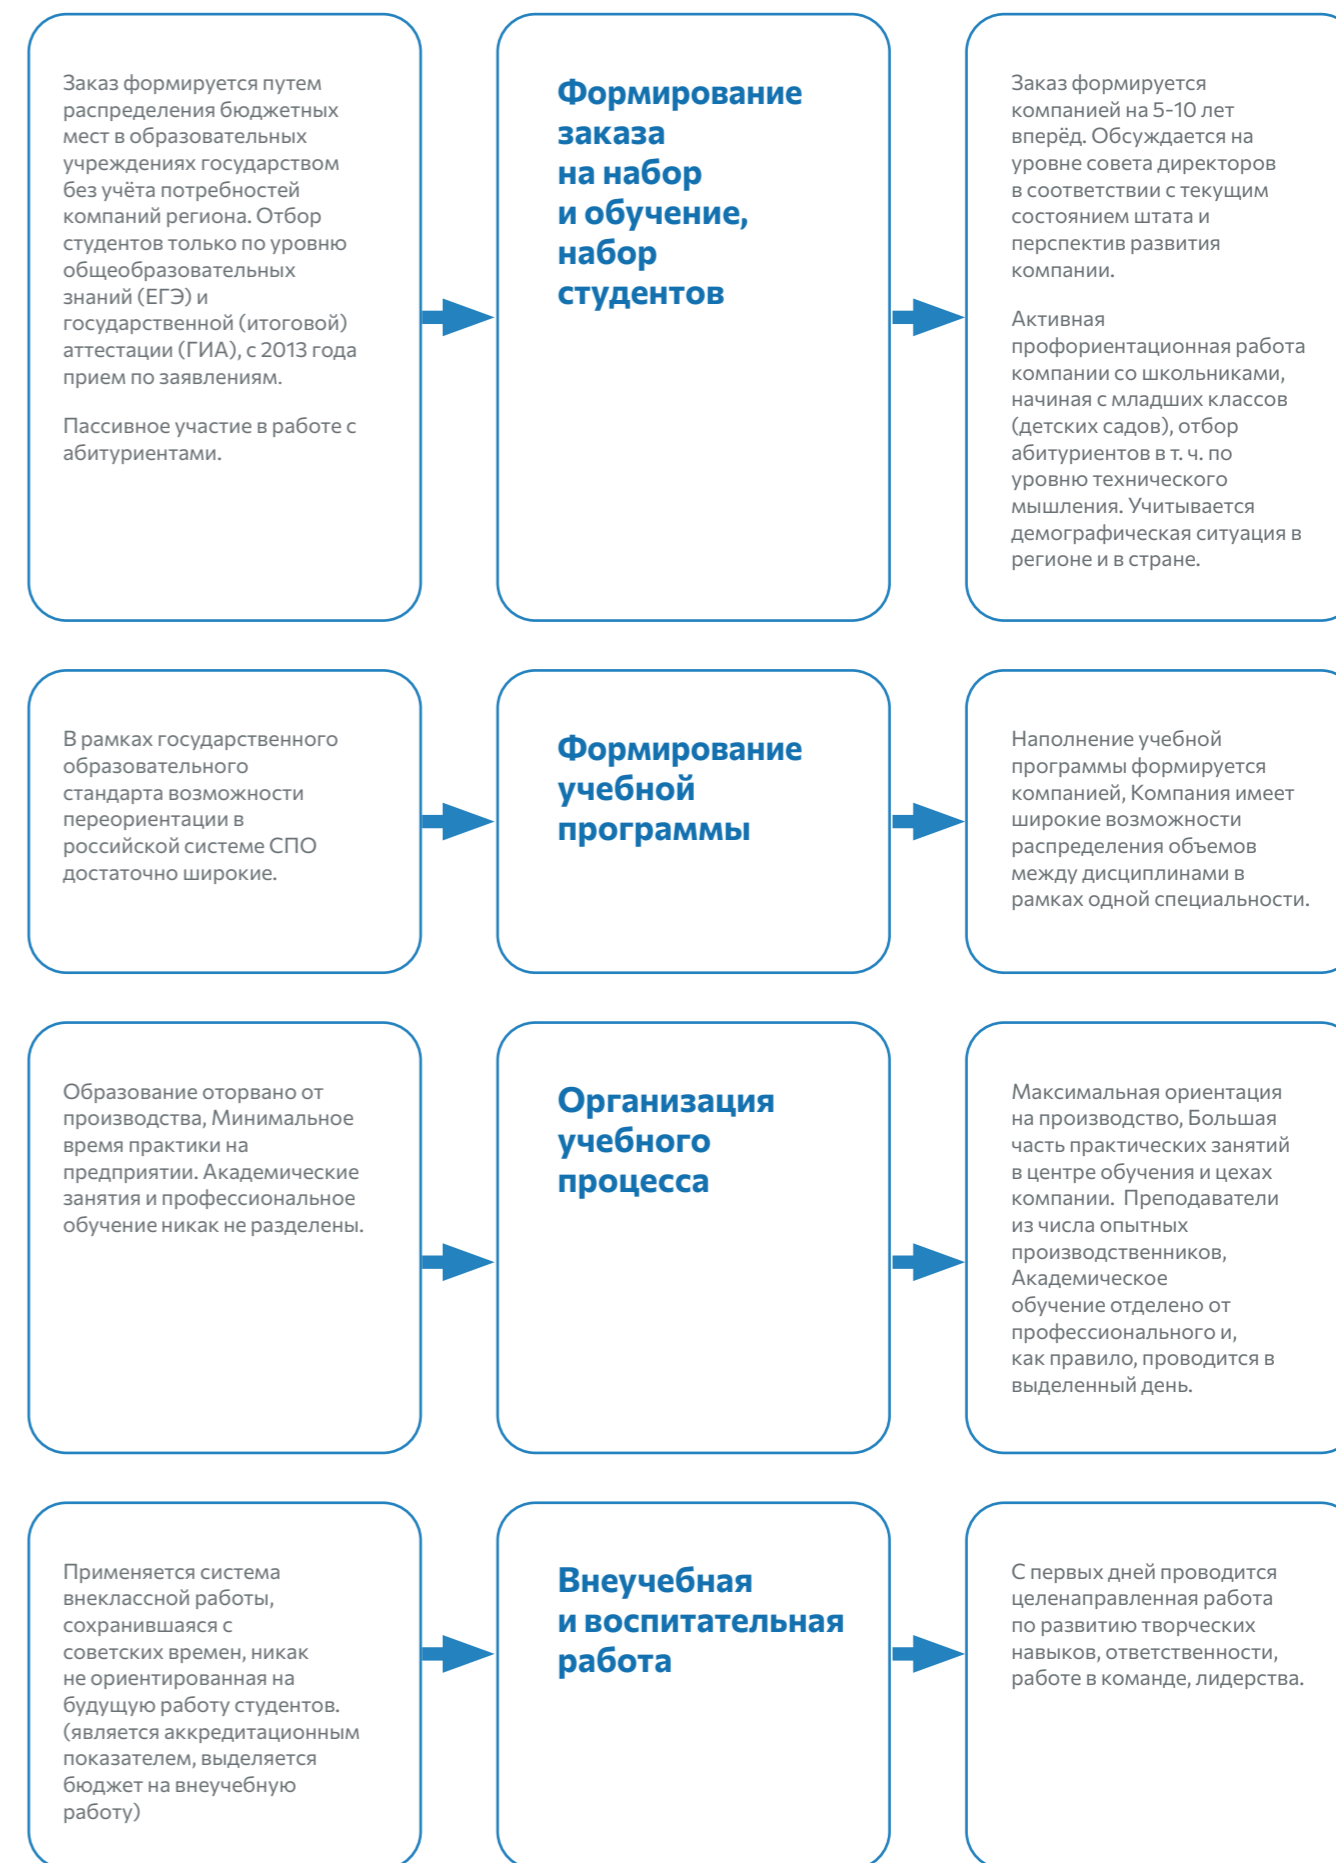 Заказ формируется путем
распределения бюджетных
мест в образовательных
учреждениях государством
без учёта потребностей
компаний региона. Отбор
студентов только по уровню
общеобразовательных
знаний (ЕГЭ) и
государственной (итоговой)
аттестации (ГИА), с 2013 года
прием по заявлениям.
Пассивное участие в работе с
абитуриентами.
Формирование
заказа
на набор
и обучение,
набор
студентов
Заказ формируется
компанией на 5-10 лет
вперёд. Обсуждается на
уровне совета директоров
в соответствии с текущим
состоянием штата и
перспектив развития
компании.
Активная
профориентационная работа
компании со школьниками,
начиная с младших классов
(детских садов), отбор
абитуриентов в т. ч. по
уровню технического
мышления. Учитывается
демографическая ситуация в
регионе и в стране.
В рамках государственного
образовательного
стандарта возможности
переориентации в
российской системе СПО
достаточно широкие.
Формирование
учебной
программы
Наполнение учебной
программы формируется
компанией, Компания имеет
широкие возможности
распределения объемов
между дисциплинами в
рамках одной специальности.
Образование оторвано от
производства, Минимальное
время практики на
предприятии. Академические
занятия и профессиональное
обучение никак не разделены.
Организация
учебного
процесса
Максимальная ориентация
на производство, Большая
часть практических занятий
в центре обучения и цехах
компании. Преподаватели
из числа опытных
производственников,
Академическое
обучение отделено от
профессионального и,
как правило, проводится в
выделенный день.
Применяется система
внеклассной работы,
сохранившаяся с
советских времен, никак
не ориентированная на
будущую работу студентов.
(является аккредитационным
показателем, выделяется
бюджет на внеучебную
работу)
Внеучебная
и воспитательная
работа
С первых дней проводится
целенаправленная работа
по развитию творческих
навыков, ответственности,
работе в команде, лидерства.